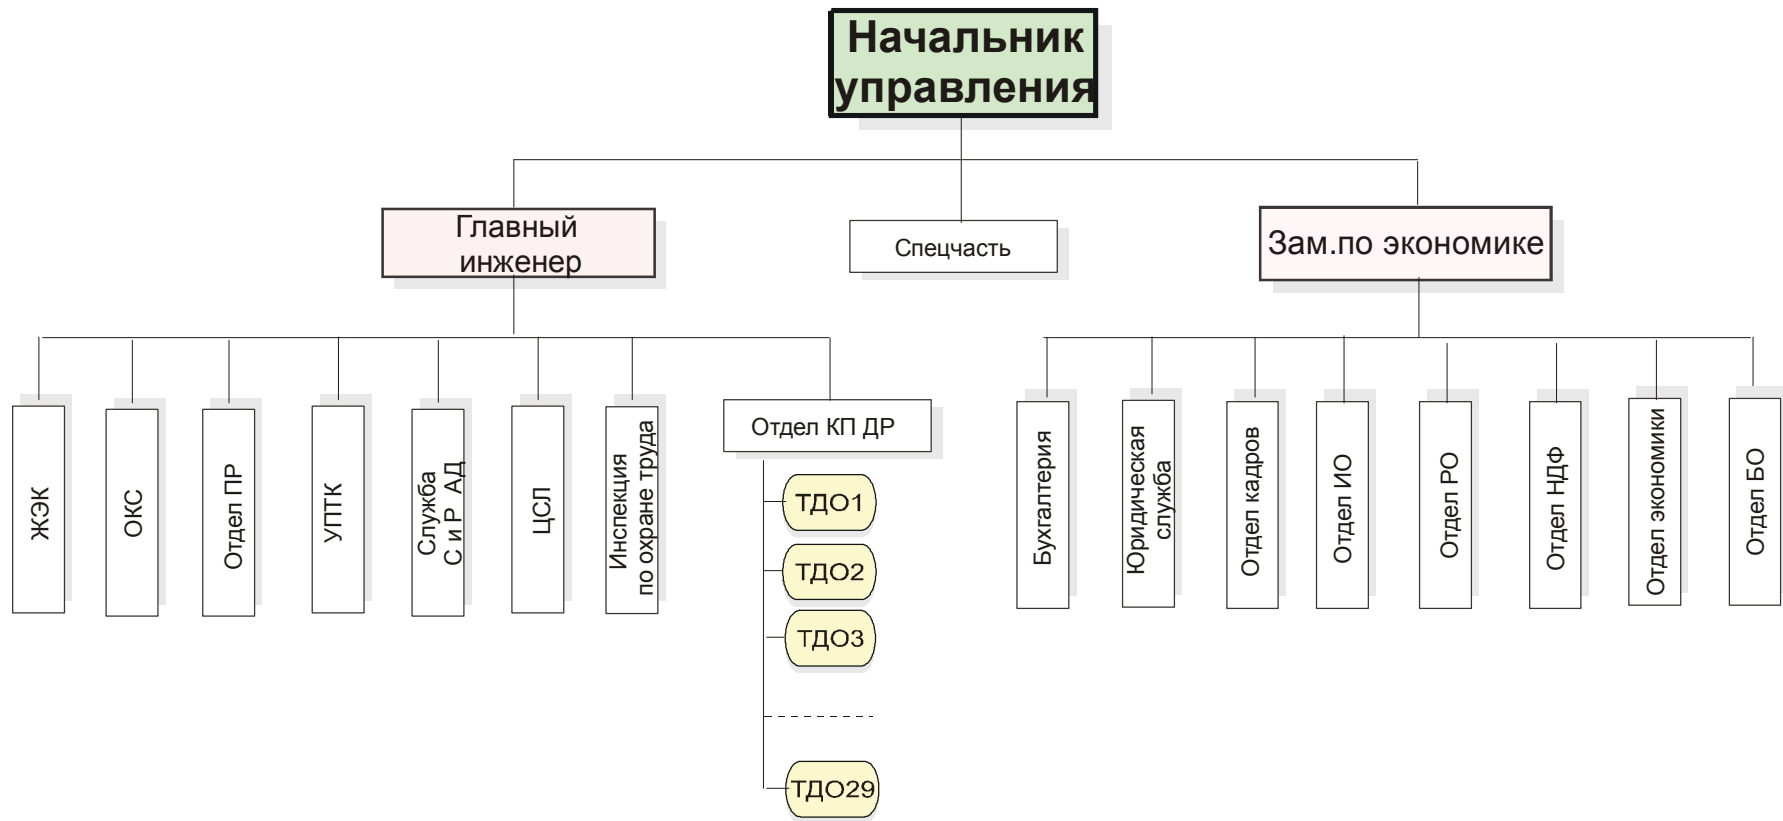 Начальник
управления
Главный
инженер
Спецчасть
Зам.по экономике
ЖЭК
ОКС
Отдел ПР
УПТК
Служба
С и Р АД
ЦСЛ
Инспекция
по охране труда
Отдел КП ДР
Бухгалтерия
Юридическая
служба
Отдел кадров
Отдел ИО
Отдел РО
Отдел НДФ
Отдел экономики
Отдел БО
ТДО1
ТДО2
ТДО3
ТДО29